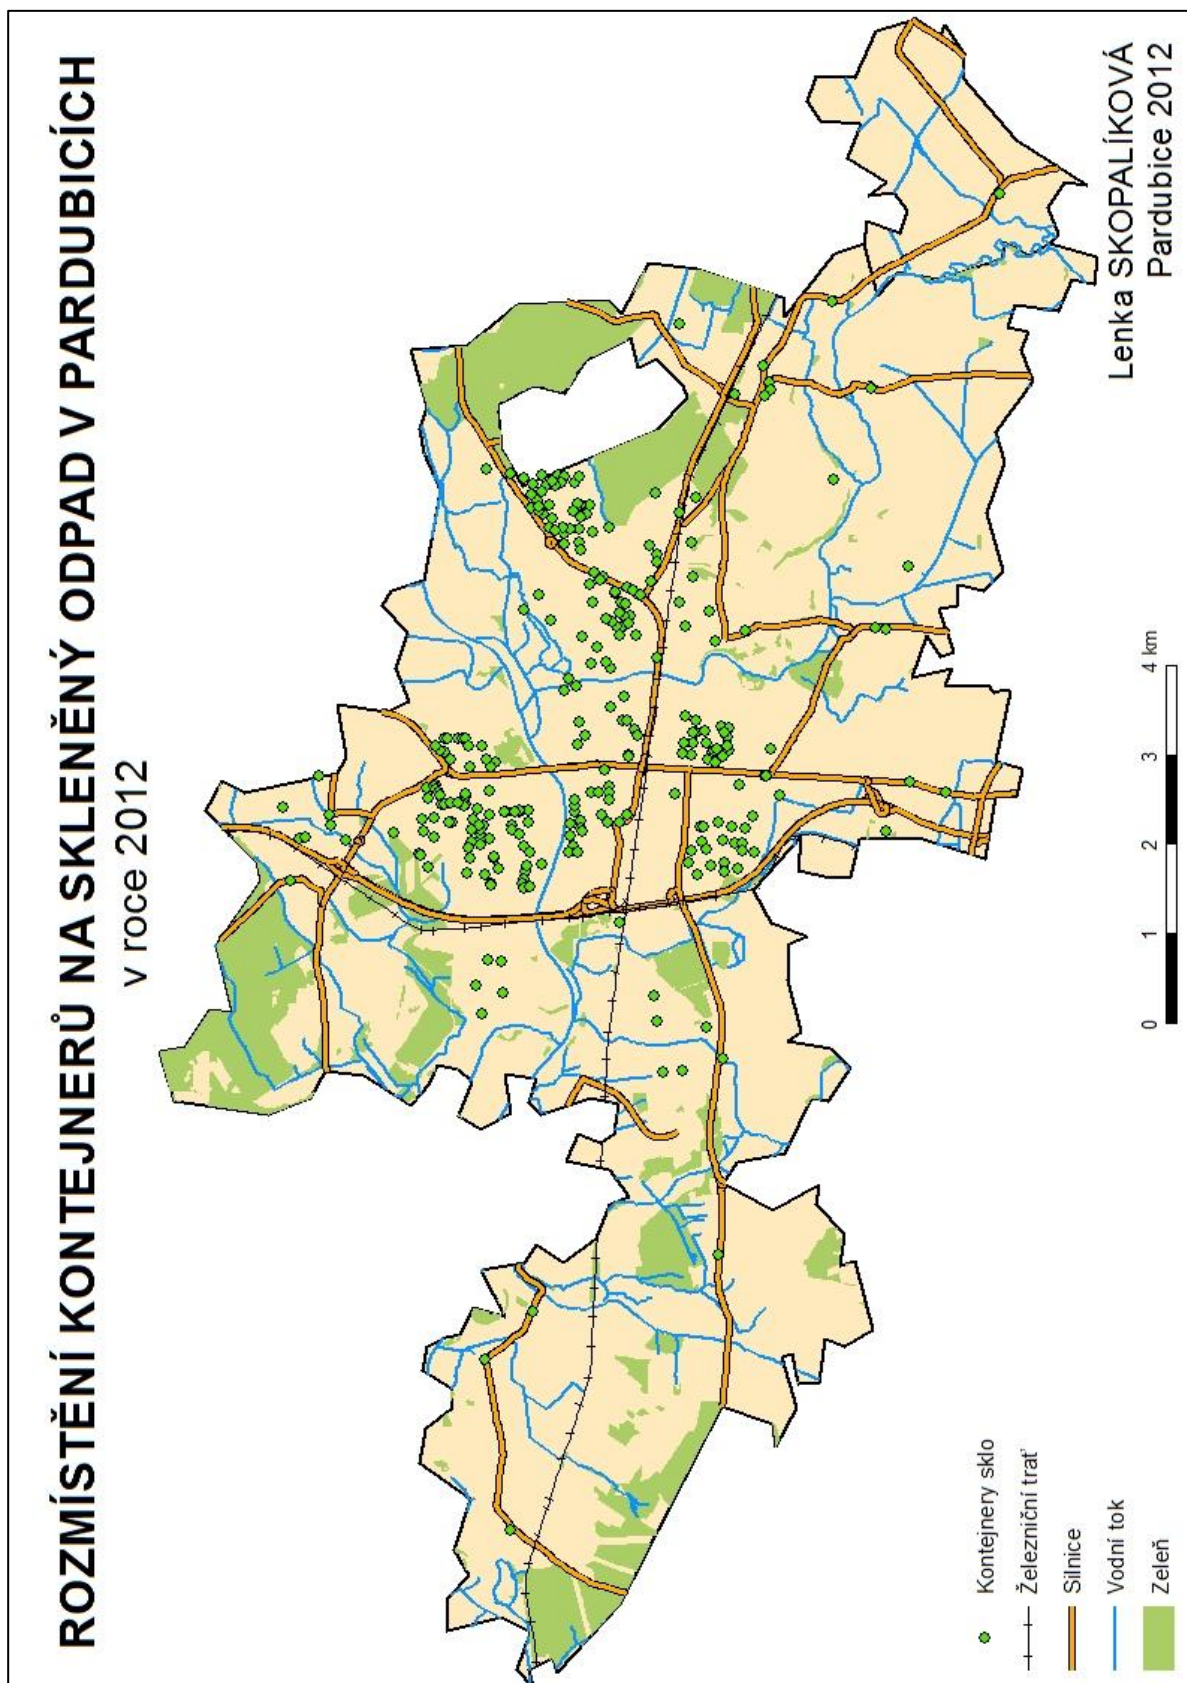 ROZMÍSTĚNÍ KONTEJNERŮ NA SKLENĚNÝ ODPAD V PARDUBICÍCH
v roce 2012
Kontejnery sklo
Železniční trať
Silnice
Vodní tok
Zeleň
0 1 2 3 4 km
Lenka SKOPALÍKOVÁ
Pardubice 2012